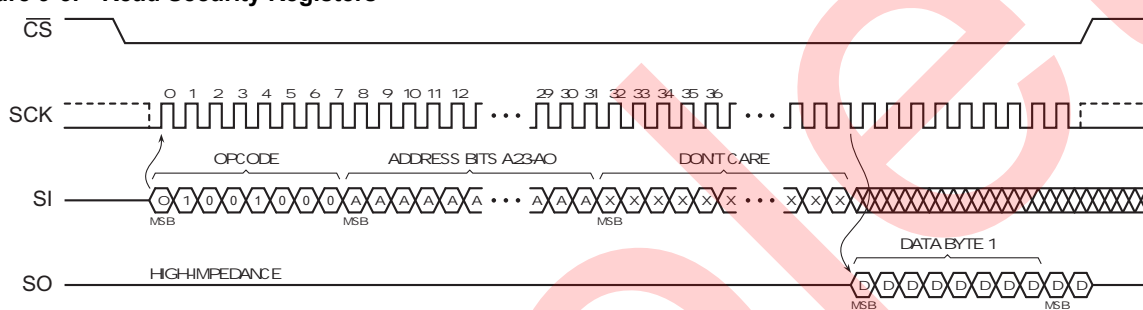 Read Security Registers
CS
SCK
0 1 2 3 4 5 6 7 8 9 10 11 12 ••• 29 30 31 32 33 34 35 36 •••
OPCODE ADDRESS BITS A23-A0 DON'T CARE
SI
0 1 0 0 1 0 0 0 A A A A A A ••• A A A X X X X X X ••• X X X
MSB MSB MSB
DATA BYTE 1
SO
HIGH-IMPEDANCE
D D D D D D D D D D
MSB MSB